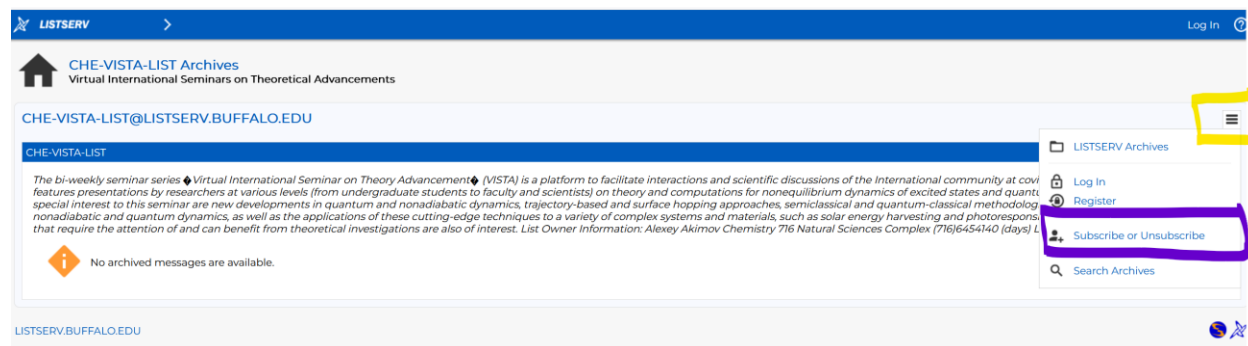 LISTSERV
Log In
CHE-VISTA-LIST Archives
Virtual International Seminars on Theoretical Advancements
CHE-VISTA-LIST@LISTSERV.BUFFALO.EDU
CHE-VISTA-LIST
The bi-weekly seminar series �Virtual International Seminar on Theory Advancement� (VISTA) is a platform to facilitate interactions and scientific discussions of the International community at covi
features presentations by researchers at various levels (from undergraduate students to faculty and scientists) on theory and computations for nonequilibrium dynamics of excited states and quantu
special interest to this seminar are new developments in quantum and nonadiabatic dynamics, trajectory-based and surface hopping approaches, semiclassical and quantum-classical methodolog
nonadiabatic and quantum dynamics, as well as the applications of these cutting-edge techniques to a variety of complex systems and materials, such as solar energy harvesting and photorespons
that require the attention of and can benefit from theoretical investigations are also of interest. List Owner Information: Alexey Akimov Chemistry 716 Natural Sciences Complex (716)6454140 (days) L
No archived messages are available.
LISTSERV Archives
Log In
Register
Subscribe or Unsubscribe
Search Archives
LISTSERV.BUFFALO.EDU